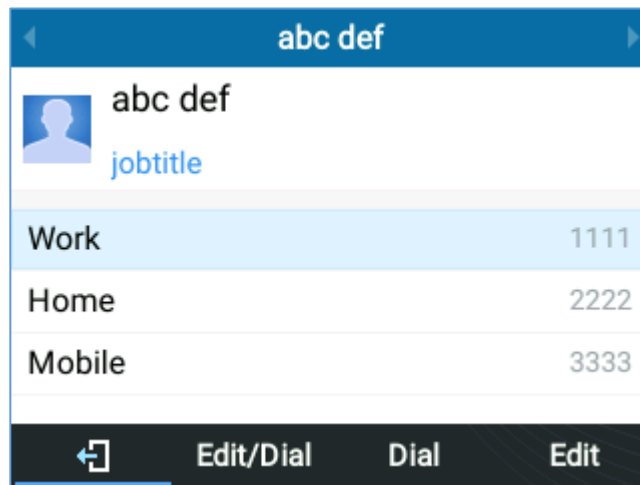 abc def
abc def
jobtitle
Work 1111
Home 2222
Mobile 3333
Edit/Dial Dial Edit